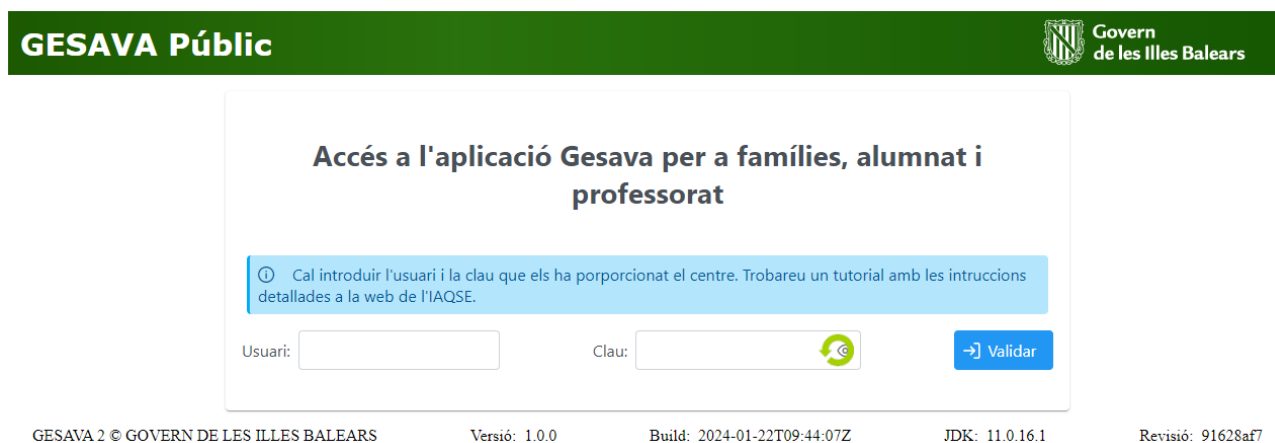 GESAVA Públic
Govern
de les Illes Balears
Accés a l'aplicació Gesava per a famílies, alumnat i
professorat
Cal introduir l'usuari i la clau que els ha porporcionat el centre. Trobareu un tutorial amb les intruccions
detallades a la web de l'IAQSE.
Usuari:
Clau:
Validar
GESAVA 2 © GOVERN DE LES ILLES BALEARS Versió: 1.0.0 Build: 2024-01-22T09:44:07Z JDK: 11.0.16.1 Revisió: 91628af7